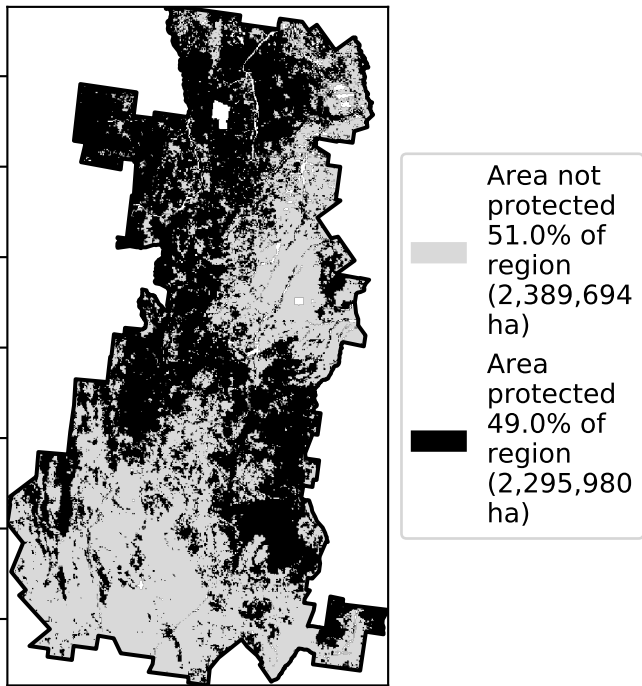 Area not
protected
51.0% of
region
(2,389,694
ha)
Area
protected
49.0% of
region
(2,295,980
ha)